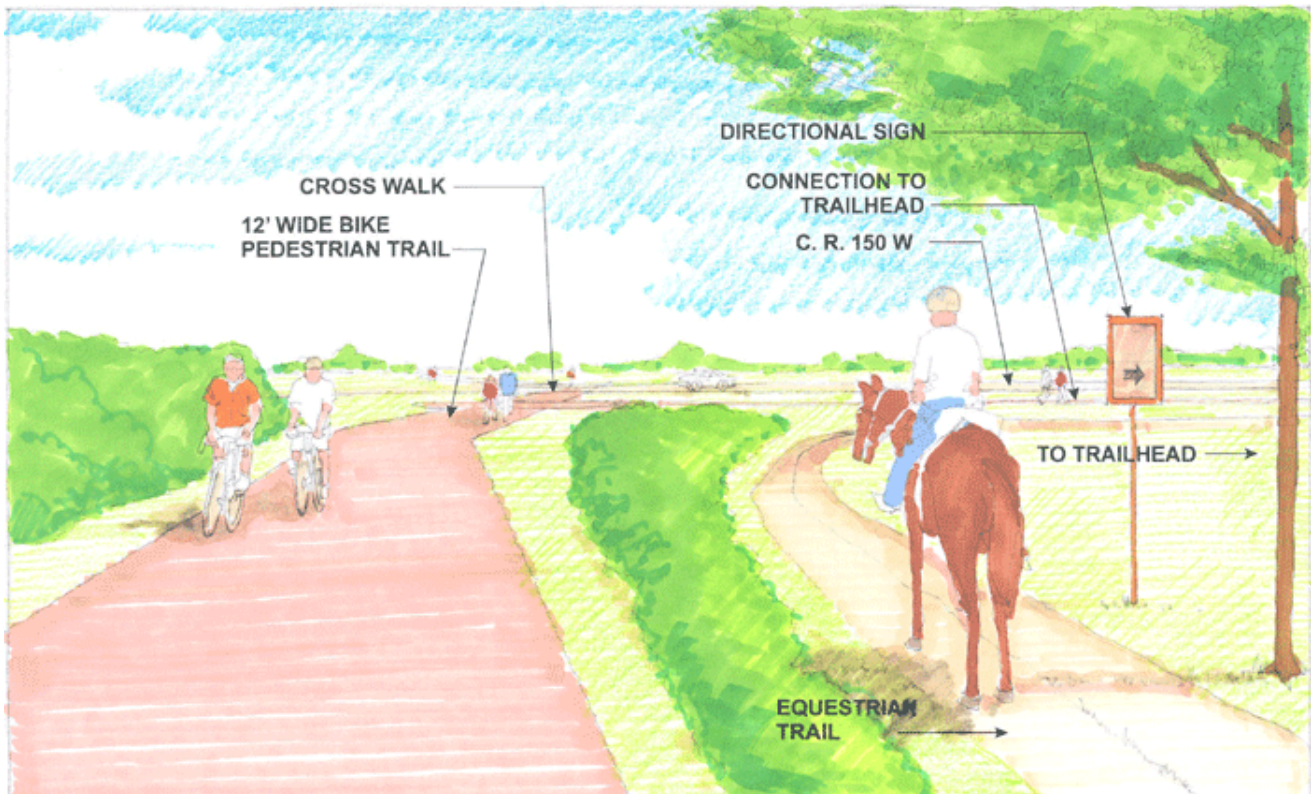 DIRECTIONAL SIGN
CROSS WALK
CONNECTION TO
TRAILHEAD
12' WIDE BIKE
PEDESTRIAN TRAIL
C. R. 150 W
TO TRAILHEAD
EQUESTRIAN
TRAIL